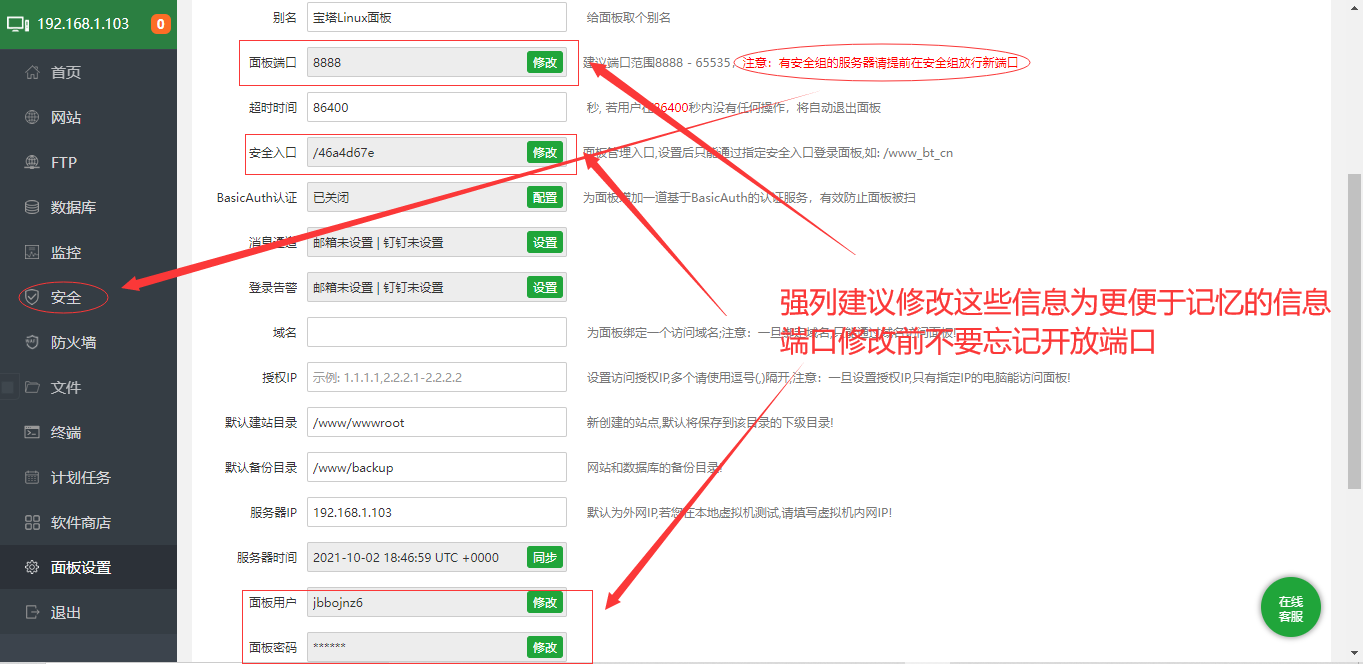 192.168.1.103 0
首页
网站
FTP
数据库
监控
安全
防火墙
文件
终端
计划任务
软件商店
面板设置
退出
别名 宝塔Linux面板 给面板取个别名
面板端口 8888 修改 建议端口范围8888 - 65535 注意：有安全组的服务器请提前在安全组放行新端口
超时时间 86400 秒, 若用户在86400秒内没有任何操作，将自动退出面板
安全入口 /46a4d67e 修改 面板管理入口,设置后只能通过指定安全入口登录面板,如: /www_bt_cn
BasicAuth认证 已关闭 配置 为面板增加一道基于BasicAuth的认证服务，有效防止面板被扫
消息通道 邮箱未设置 | 钉钉未设置 设置
登录告警 邮箱未设置 | 钉钉未设置 设置
强列建议修改这些信息为更便于记忆的信息
域名 为面板绑定一个访问域名;注意：一旦绑定域名,只能通过域名访问面板!
端口修改前不要忘记开放端口
授权IP 示例: 1.1.1.1,2.2.2.1-2.2.2.2 设置访问授权IP,多个请使用逗号(,)隔开,注意：一旦设置授权IP,只有指定IP的电脑能访问面板!
默认建站目录 /www/wwwroot 新创建的站点,默认将保存到该目录的下级目录!
默认备份目录 /www/backup 网站和数据库的备份目录!
服务器IP 192.168.1.103 默认为外网IP,若您在本地虚拟机测试,请填写虚拟机内网IP!
服务器时间 2021-10-02 18:46:59 UTC +0000 同步
面板用户 jbbojnz6 修改
面板密码 ****** 修改
在线
客服